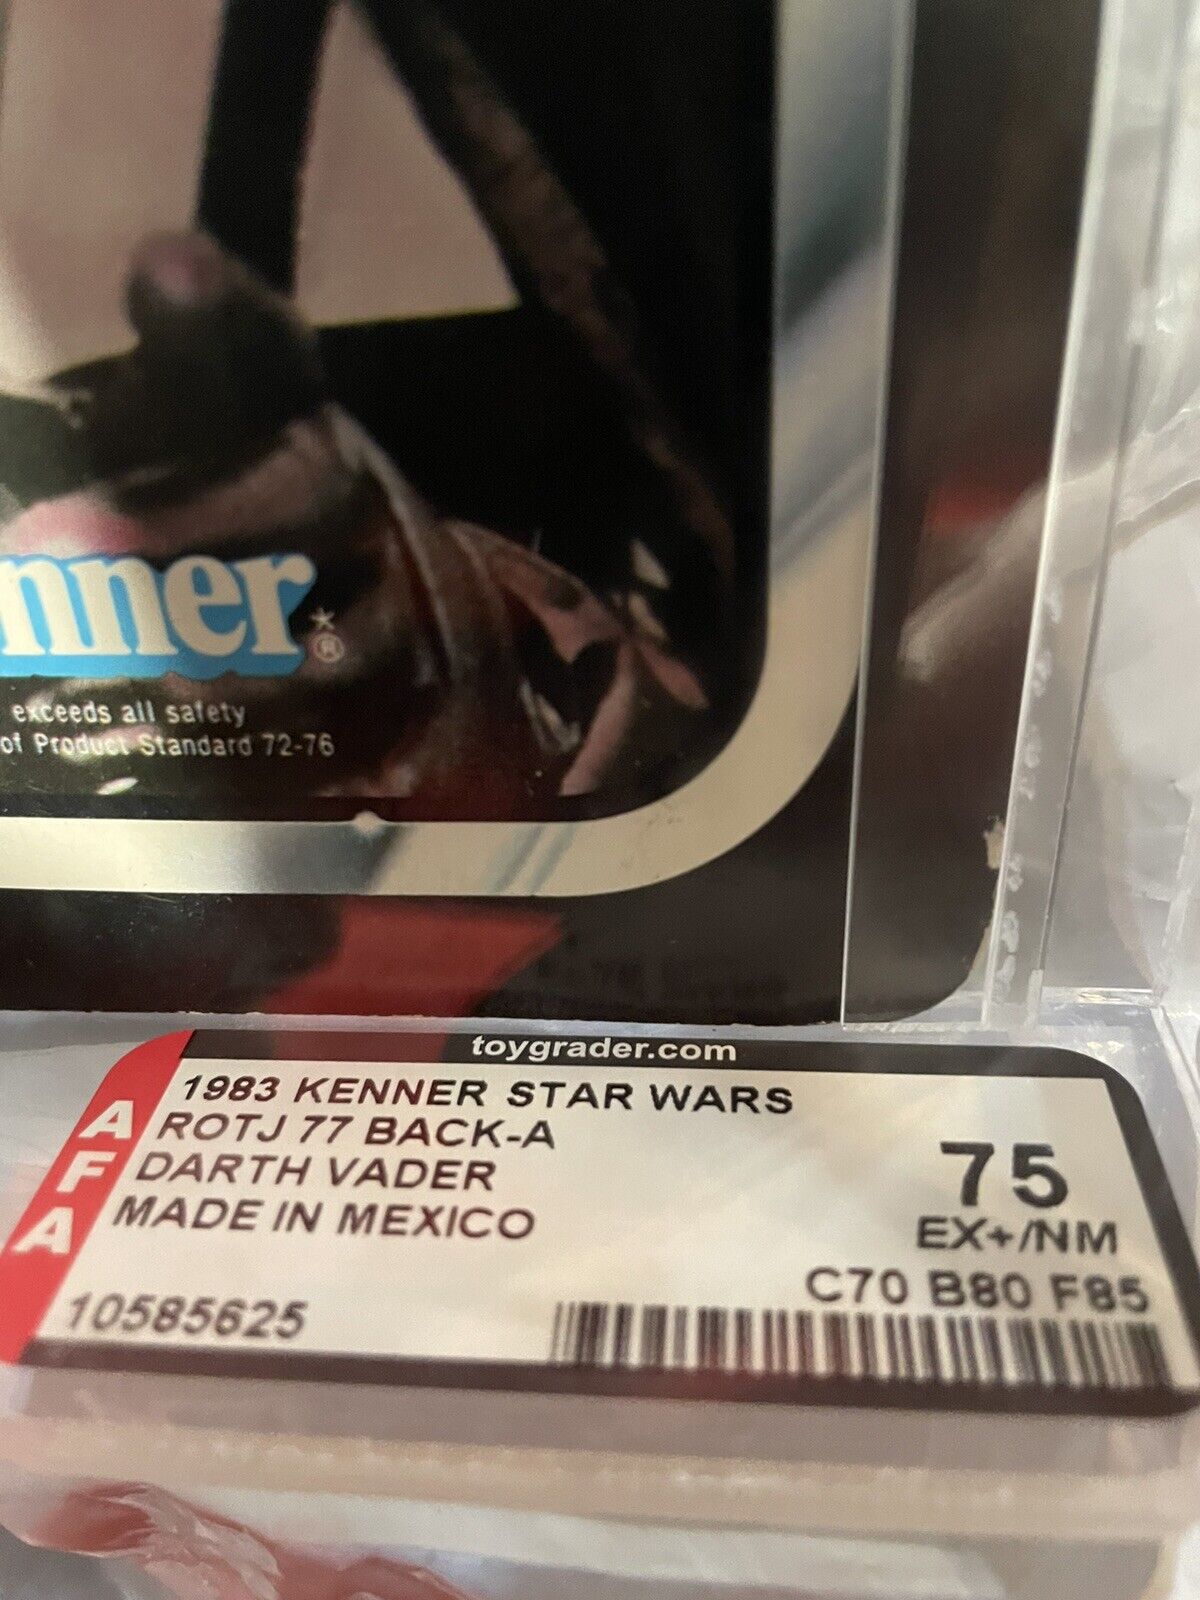 nner
®
exceeds all safety
of Product Standard 72-76
toygrader.com
AFA
1983 KENNER STAR WARS
ROTJ 77 BACK-A
DARTH VADER
MADE IN MEXICO
75
EX+/NM
C70 B80 F85
10585625